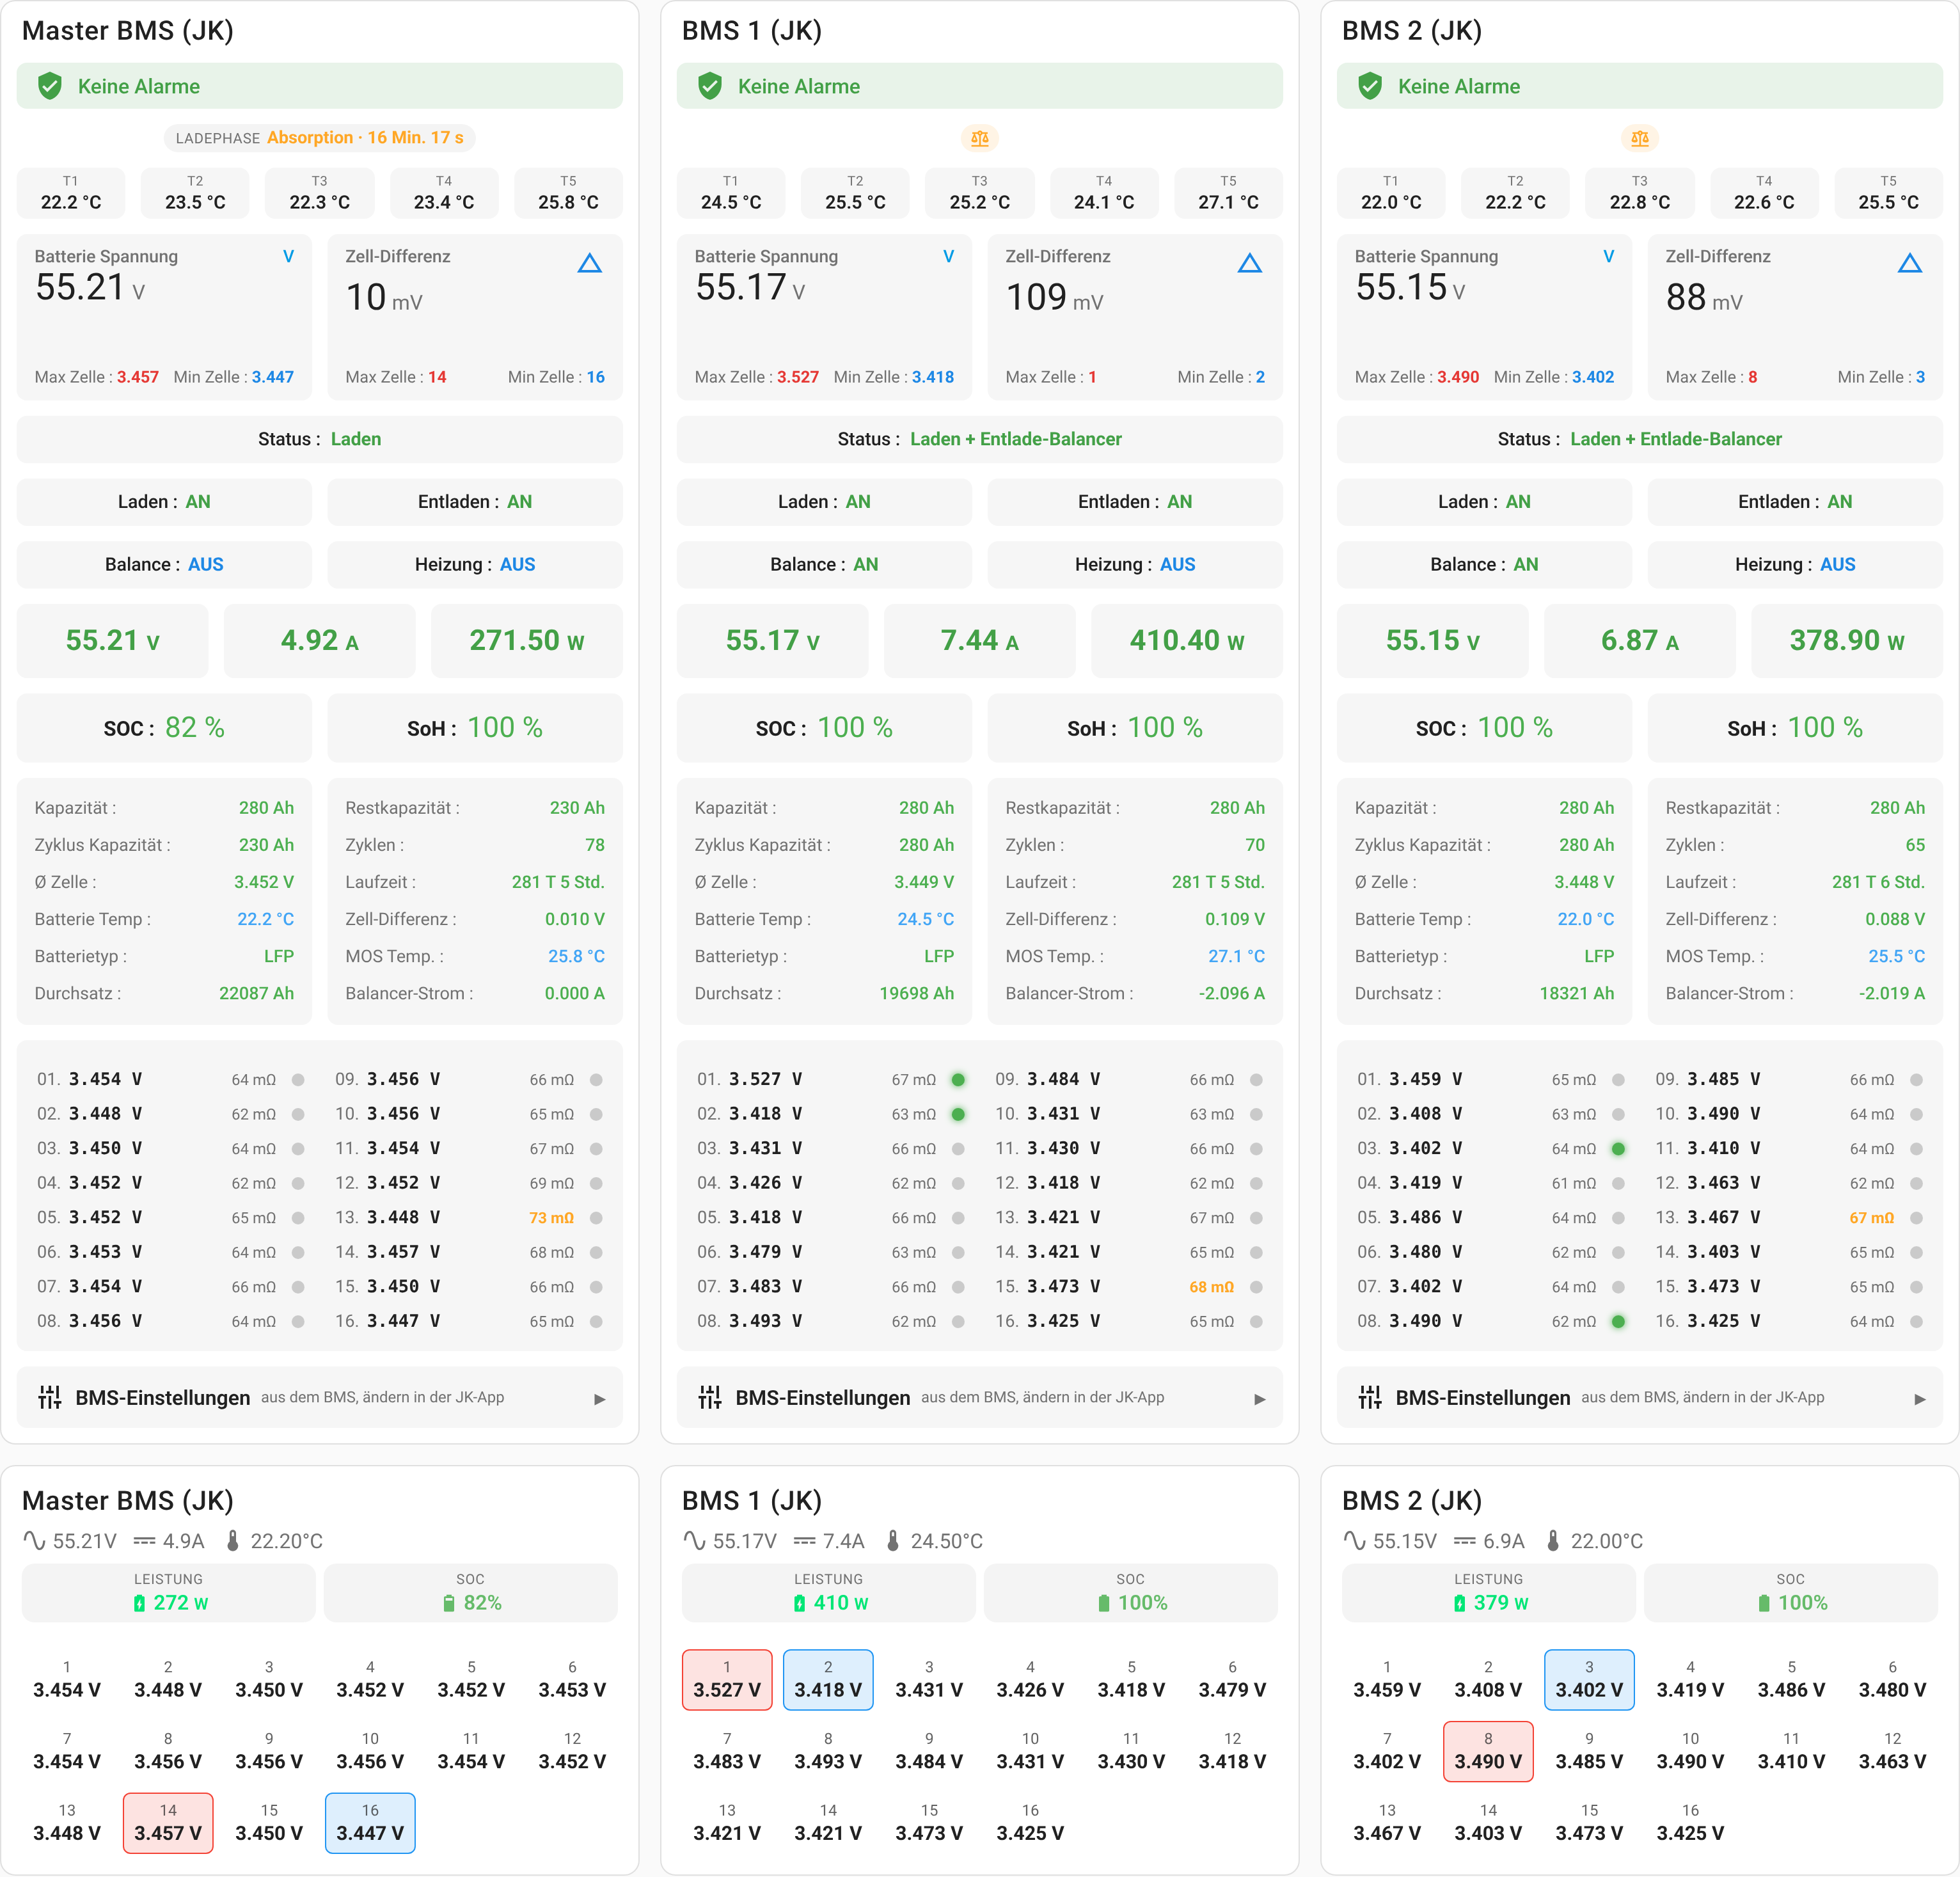 Master BMS (JK)
Keine Alarme
LADEPHASE Absorption · 16 Min. 17 s
T1 T2 T3 T4 T5
22.2 °C 23.5 °C 22.3 °C 23.4 °C 25.8 °C
Batterie Spannung V
55.21 V
Max Zelle : 3.457 Min Zelle : 3.447
Zell-Differenz
10 mV
Max Zelle : 14 Min Zelle : 16
Status : Laden
Laden : AN Entladen : AN
Balance : AUS Heizung : AUS
55.21 V 4.92 A 271.50 W
SOC : 82 % SoH : 100 %
Kapazität : 280 Ah
Zyklus Kapazität : 230 Ah
Ø Zelle : 3.452 V
Batterie Temp : 22.2 °C
Batterietyp : LFP
Durchsatz : 22087 Ah
Restkapazität : 230 Ah
Zyklen : 78
Laufzeit : 281 T 5 Std.
Zell-Differenz : 0.010 V
MOS Temp. : 25.8 °C
Balancer-Strom : 0.000 A
01. 3.454 V 64 mΩ 09. 3.456 V 66 mΩ
02. 3.448 V 62 mΩ 10. 3.456 V 65 mΩ
03. 3.450 V 64 mΩ 11. 3.454 V 67 mΩ
04. 3.452 V 62 mΩ 12. 3.452 V 69 mΩ
05. 3.452 V 65 mΩ 13. 3.448 V 73 mΩ
06. 3.453 V 64 mΩ 14. 3.457 V 68 mΩ
07. 3.454 V 66 mΩ 15. 3.450 V 66 mΩ
08. 3.456 V 64 mΩ 16. 3.447 V 65 mΩ
BMS-Einstellungen aus dem BMS, ändern in der JK-App
BMS 1 (JK)
Keine Alarme
T1 T2 T3 T4 T5
24.5 °C 25.5 °C 25.2 °C 24.1 °C 27.1 °C
Batterie Spannung V
55.17 V
Max Zelle : 3.527 Min Zelle : 3.418
Zell-Differenz
109 mV
Max Zelle : 1 Min Zelle : 2
Status : Laden + Entlade-Balancer
Laden : AN Entladen : AN
Balance : AN Heizung : AUS
55.17 V 7.44 A 410.40 W
SOC : 100 % SoH : 100 %
Kapazität : 280 Ah
Zyklus Kapazität : 280 Ah
Ø Zelle : 3.449 V
Batterie Temp : 24.5 °C
Batterietyp : LFP
Durchsatz : 19698 Ah
Restkapazität : 280 Ah
Zyklen : 70
Laufzeit : 281 T 5 Std.
Zell-Differenz : 0.109 V
MOS Temp. : 27.1 °C
Balancer-Strom : -2.096 A
01. 3.527 V 67 mΩ 09. 3.484 V 66 mΩ
02. 3.418 V 63 mΩ 10. 3.431 V 63 mΩ
03. 3.431 V 66 mΩ 11. 3.430 V 66 mΩ
04. 3.426 V 62 mΩ 12. 3.418 V 62 mΩ
05. 3.418 V 66 mΩ 13. 3.421 V 67 mΩ
06. 3.479 V 63 mΩ 14. 3.421 V 65 mΩ
07. 3.483 V 66 mΩ 15. 3.473 V 68 mΩ
08. 3.493 V 62 mΩ 16. 3.425 V 65 mΩ
BMS-Einstellungen aus dem BMS, ändern in der JK-App
BMS 2 (JK)
Keine Alarme
T1 T2 T3 T4 T5
22.0 °C 22.2 °C 22.8 °C 22.6 °C 25.5 °C
Batterie Spannung V
55.15 V
Max Zelle : 3.490 Min Zelle : 3.402
Zell-Differenz
88 mV
Max Zelle : 8 Min Zelle : 3
Status : Laden + Entlade-Balancer
Laden : AN Entladen : AN
Balance : AN Heizung : AUS
55.15 V 6.87 A 378.90 W
SOC : 100 % SoH : 100 %
Kapazität : 280 Ah
Zyklus Kapazität : 280 Ah
Ø Zelle : 3.448 V
Batterie Temp : 22.0 °C
Batterietyp : LFP
Durchsatz : 18321 Ah
Restkapazität : 280 Ah
Zyklen : 65
Laufzeit : 281 T 6 Std.
Zell-Differenz : 0.088 V
MOS Temp. : 25.5 °C
Balancer-Strom : -2.019 A
01. 3.459 V 65 mΩ 09. 3.485 V 66 mΩ
02. 3.408 V 63 mΩ 10. 3.490 V 64 mΩ
03. 3.402 V 64 mΩ 11. 3.410 V 64 mΩ
04. 3.419 V 61 mΩ 12. 3.463 V 62 mΩ
05. 3.486 V 64 mΩ 13. 3.467 V 67 mΩ
06. 3.480 V 62 mΩ 14. 3.403 V 65 mΩ
07. 3.402 V 64 mΩ 15. 3.473 V 65 mΩ
08. 3.490 V 62 mΩ 16. 3.425 V 64 mΩ
BMS-Einstellungen aus dem BMS, ändern in der JK-App
Master BMS (JK)
55.21V 4.9A 22.20°C
LEISTUNG SOC
272 W 82%
1 2 3 4 5 6
3.454 V 3.448 V 3.450 V 3.452 V 3.452 V 3.453 V
7 8 9 10 11 12
3.454 V 3.456 V 3.456 V 3.456 V 3.454 V 3.452 V
13 14 15 16
3.448 V 3.457 V 3.450 V 3.447 V
BMS 1 (JK)
55.17V 7.4A 24.50°C
LEISTUNG SOC
410 W 100%
1 2 3 4 5 6
3.527 V 3.418 V 3.431 V 3.426 V 3.418 V 3.479 V
7 8 9 10 11 12
3.483 V 3.493 V 3.484 V 3.431 V 3.430 V 3.418 V
13 14 15 16
3.421 V 3.421 V 3.473 V 3.425 V
BMS 2 (JK)
55.15V 6.9A 22.00°C
LEISTUNG SOC
379 W 100%
1 2 3 4 5 6
3.459 V 3.408 V 3.402 V 3.419 V 3.486 V 3.480 V
7 8 9 10 11 12
3.402 V 3.490 V 3.485 V 3.490 V 3.410 V 3.463 V
13 14 15 16
3.467 V 3.403 V 3.473 V 3.425 V